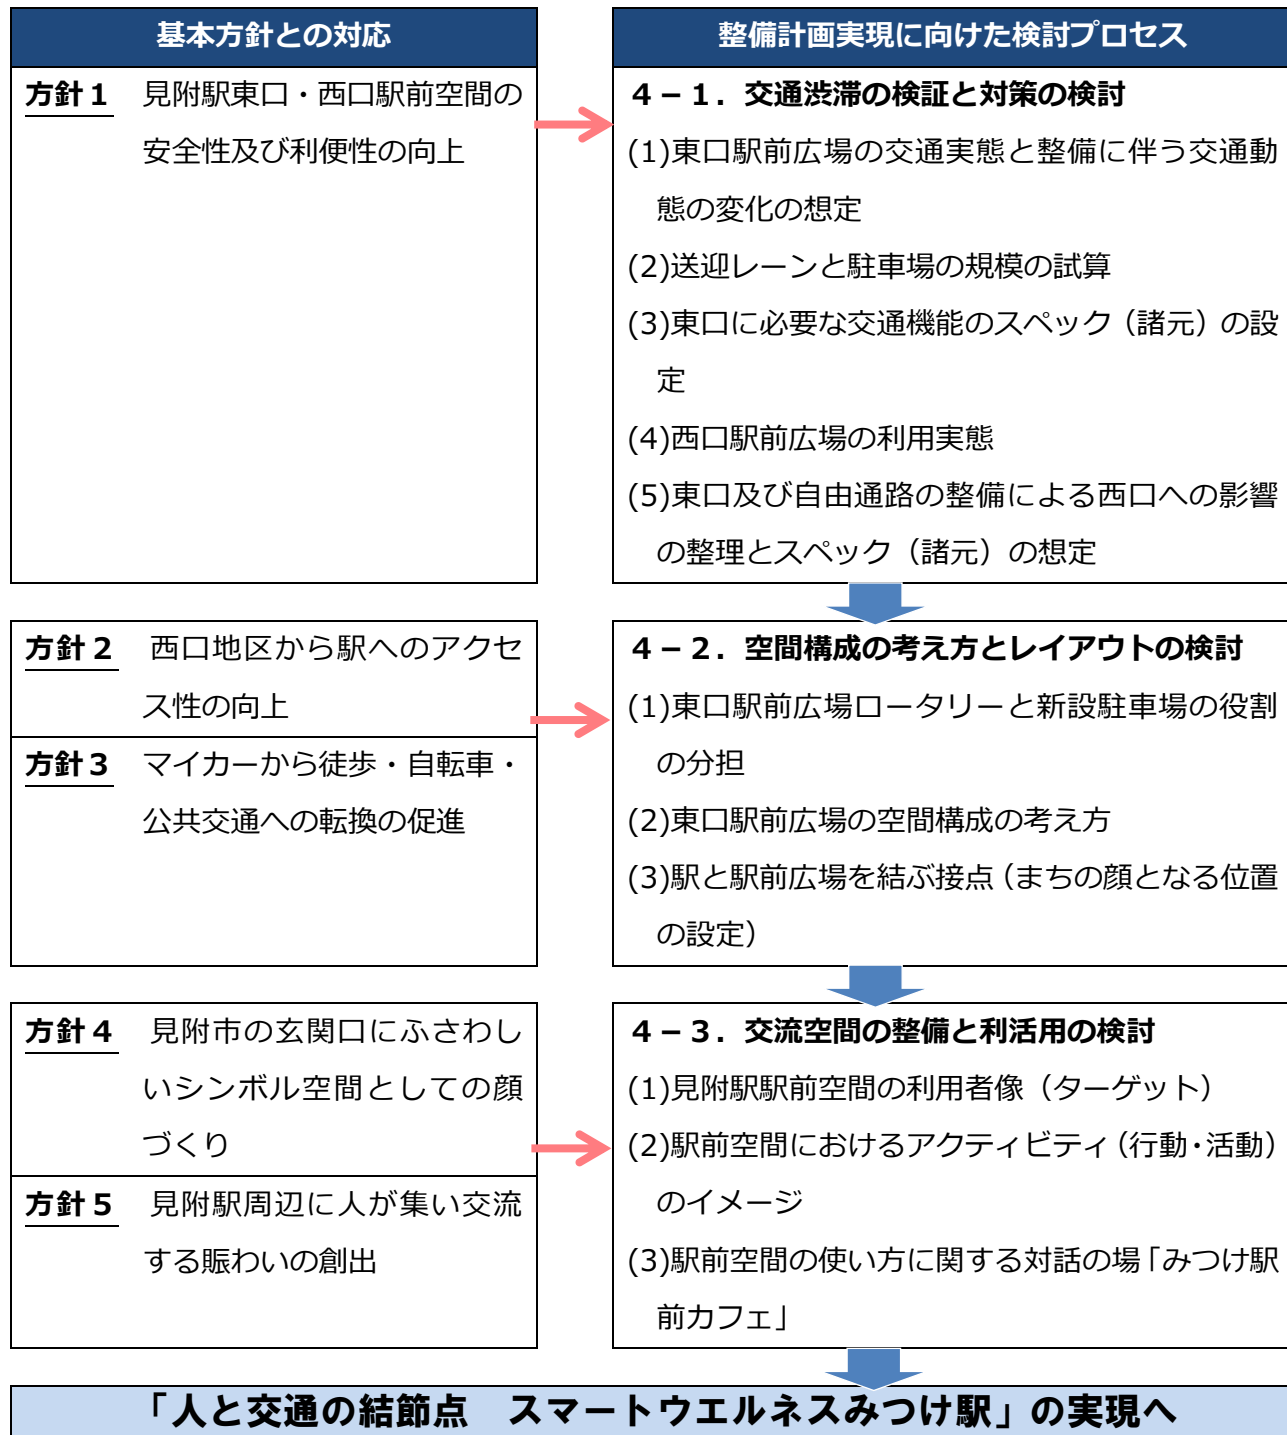 基本方針との対応
方針１　見附駅東口・西口駅前空間の
安全性及び利便性の向上
整備計画実現に向けた検討プロセス
４－１．交通渋滞の検証と対策の検討
(1)東口駅前広場の交通実態と整備に伴う交通動
態の変化の想定
(2)送迎レーンと駐車場の規模の試算
(3)東口に必要な交通機能のスペック（諸元）の設
定
(4)西口駅前広場の利用実態
(5)東口及び自由通路の整備による西口への影響
の整理とスペック（諸元）の想定
方針２　西口地区から駅へのアクセ
ス性の向上
方針３　マイカーから徒歩・自転車・
公共交通への転換の促進
４－２．空間構成の考え方とレイアウトの検討
(1)東口駅前広場ロータリーと新設駐車場の役割
の分担
(2)東口駅前広場の空間構成の考え方
(3)駅と駅前広場を結ぶ接点（まちの顔となる位置
の設定）
方針４　見附市の玄関口にふさわし
いシンボル空間としての顔
づくり
方針５　見附駅周辺に人が集い交流
する賑わいの創出
４－３．交流空間の整備と利活用の検討
(1)見附駅駅前空間の利用者像（ターゲット）
(2)駅前空間におけるアクティビティ（行動・活動）
のイメージ
(3)駅前空間の使い方に関する対話の場「みつけ駅
前カフェ」
「人と交通の結節点　スマートウエルネスみつけ駅」の実現へ